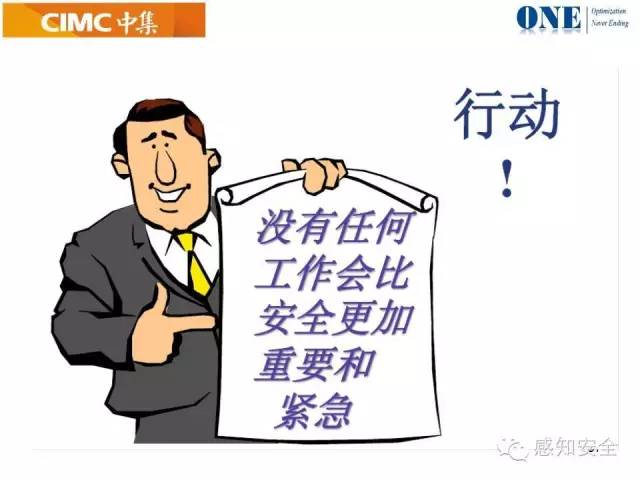 CIMC中集
ONE
Optimization
Never Ending
行动
!
没有任何
工作会比
安全更加
重要和
紧急
感知安全